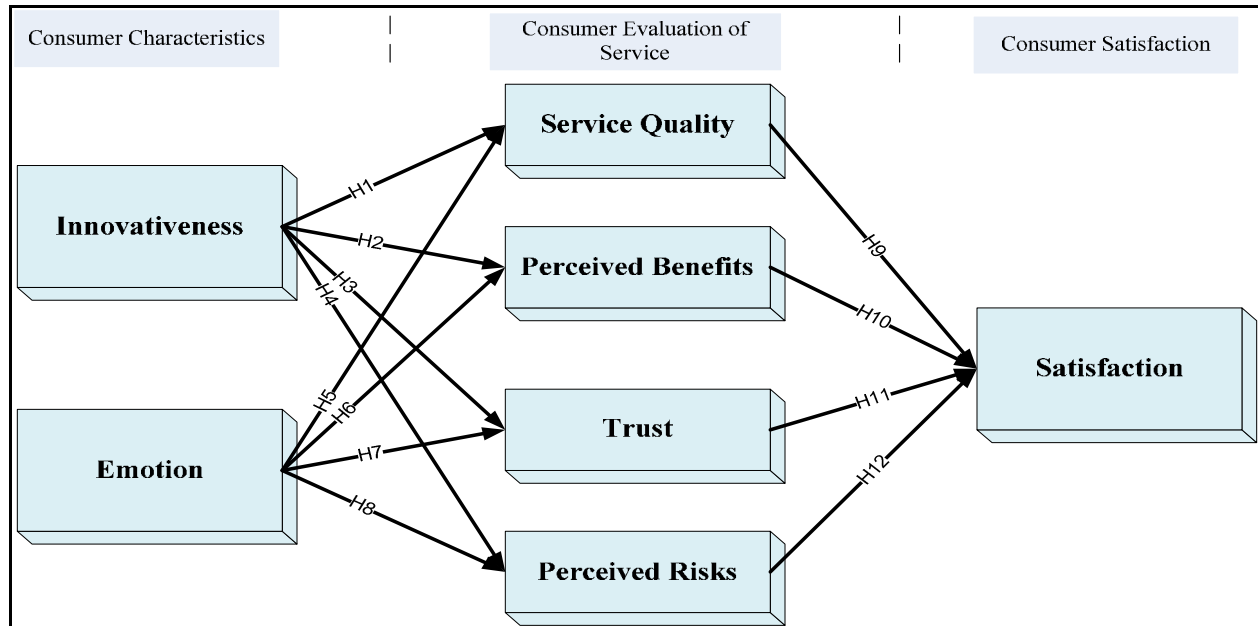 Consumer Characteristics
Consumer Evaluation of
Service
Consumer Satisfaction
Service Quality
Innovativeness
Perceived Benefits
Satisfaction
Trust
Emotion
Perceived Risks
H1
H2
H3
H4
H5
H6
H7
H8
H9
H10
H11
H12